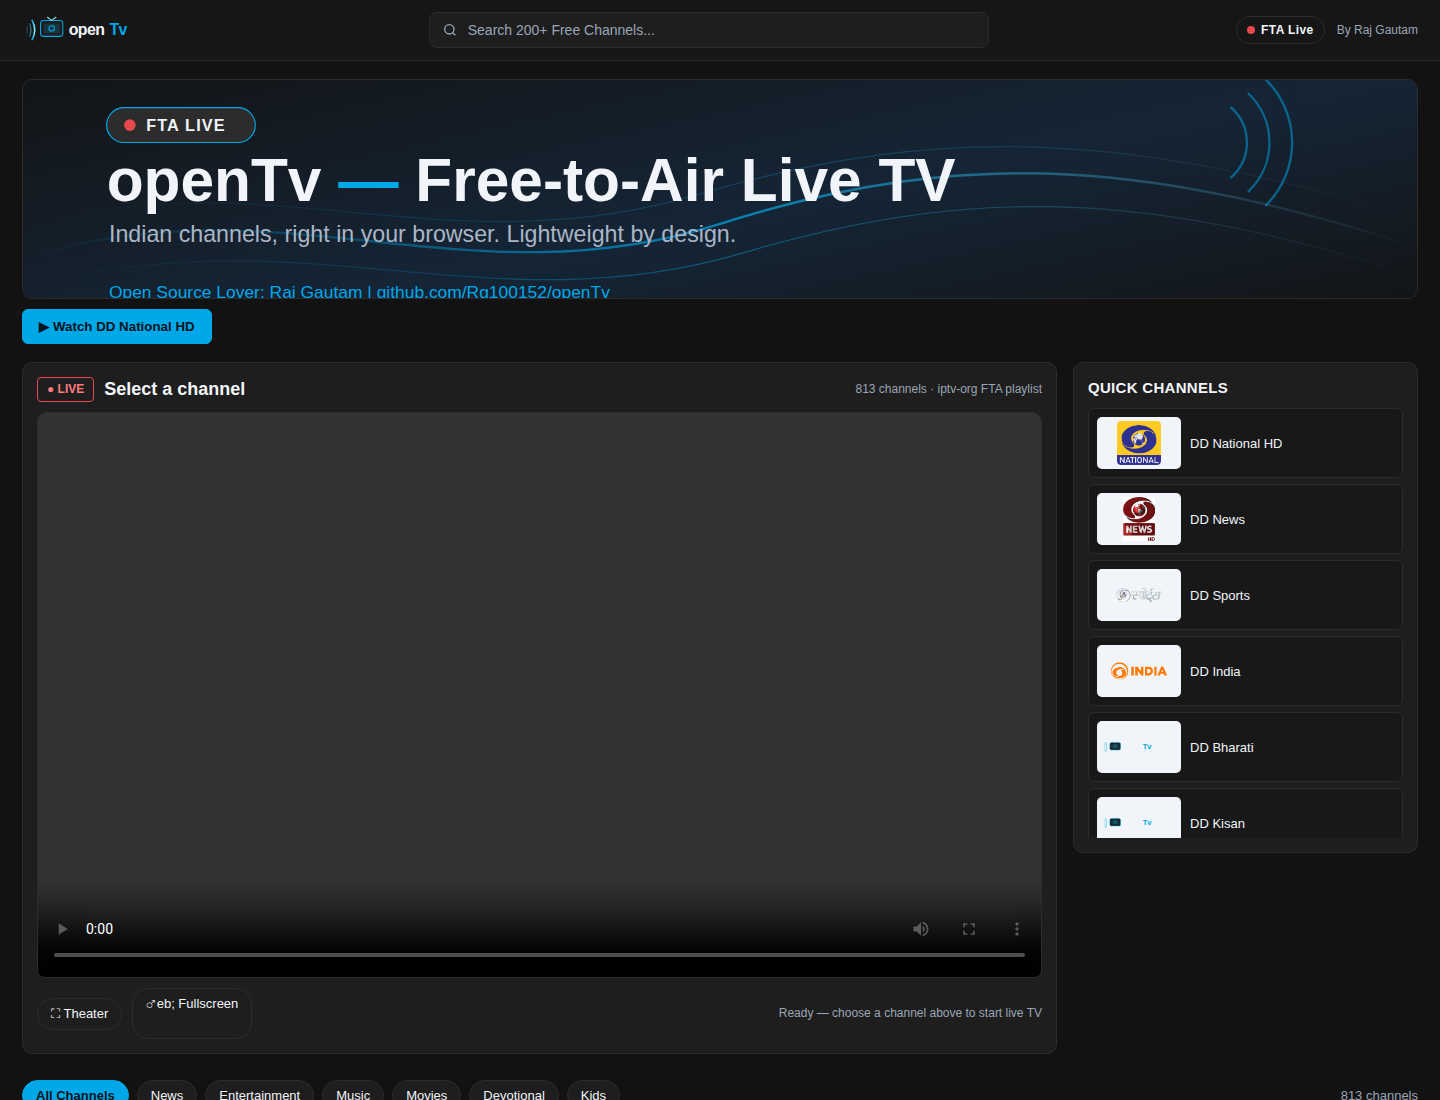 open Tv
Search 200+ Free Channels...
FTA Live
By Raj Gautam
FTA LIVE
openTv — Free-to-Air Live TV
Indian channels, right in your browser. Lightweight by design.
Open Source Lover: Raj Gautam | github.com/Rg100152/openTv
▶ Watch DD National HD
● LIVE
Select a channel
813 channels · iptv-org FTA playlist
0:00
⛶ Theater
♂eb; Fullscreen
Ready — choose a channel above to start live TV
QUICK CHANNELS
NATIONAL
DD National HD
NEWS
HD
DD News
स्पोर्ट्स
DD Sports
INDIA
DD India
Tv
DD Bharati
Tv
DD Kisan
All Channels
News
Entertainment
Music
Movies
Devotional
Kids
813 channels